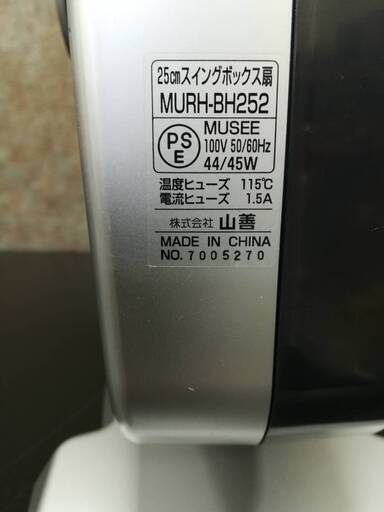 25cmスイングボックス扇
MURH-BH252
PS
E
MUSEE
100V 50/60Hz
44/45W
温度ヒューズ 115℃
電流ヒューズ 1.5A
株式会社 山善
MADE IN CHINA
NO. 7005270